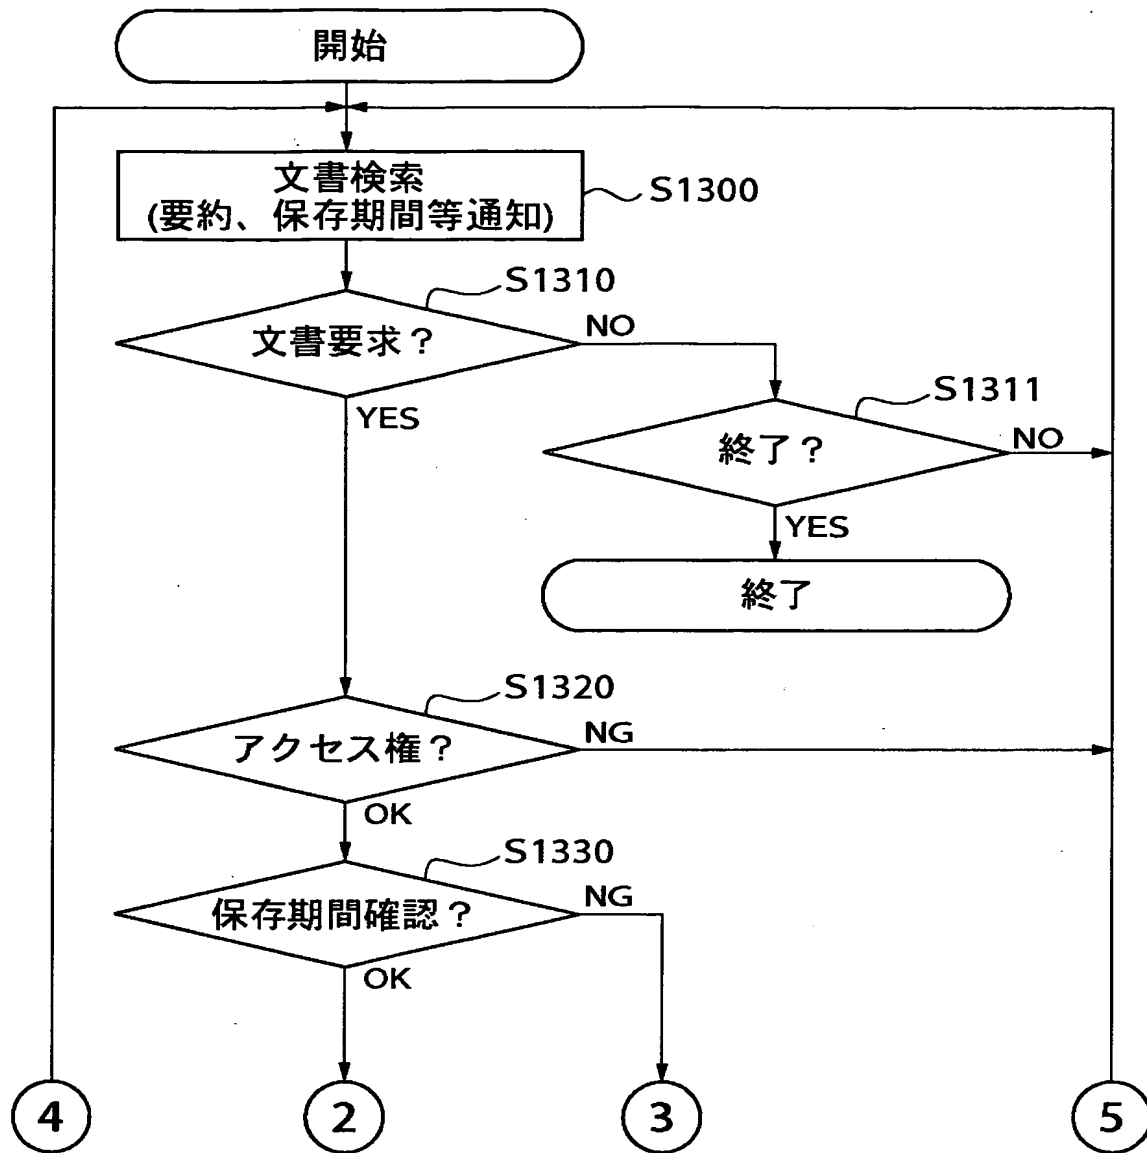 開始
文書検索
(要約、保存期間等通知)
S1300
S1310
文書要求？
NO
YES
S1311
終了？
NO
YES
終了
S1320
アクセス権？
NG
OK
S1330
保存期間確認？
NG
OK
4
2
3
5